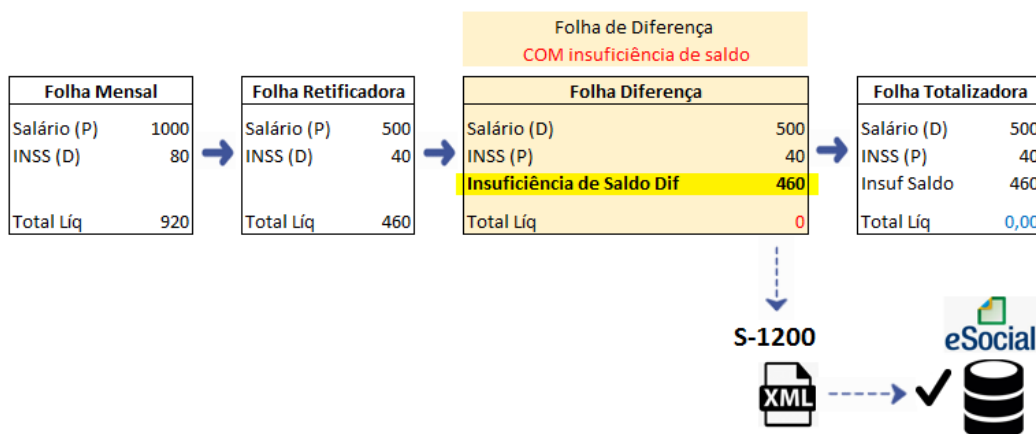 Folha de Diferença
COM insuficiência de saldo
Folha Mensal
Salário (P) 1000
INSS (D) 80
Total Líq 920
Folha Retificadora
Salário (P) 500
INSS (D) 40
Total Líq 460
Folha Diferença
Salário (D) 500
INSS (P) 40
Insuficiência de Saldo Dif 460
Total Líq 0
Folha Totalizadora
Salário (D) 500
INSS (P) 40
Insuf Saldo 460
Total Líq 0,00
S-1200
XML
eSocial